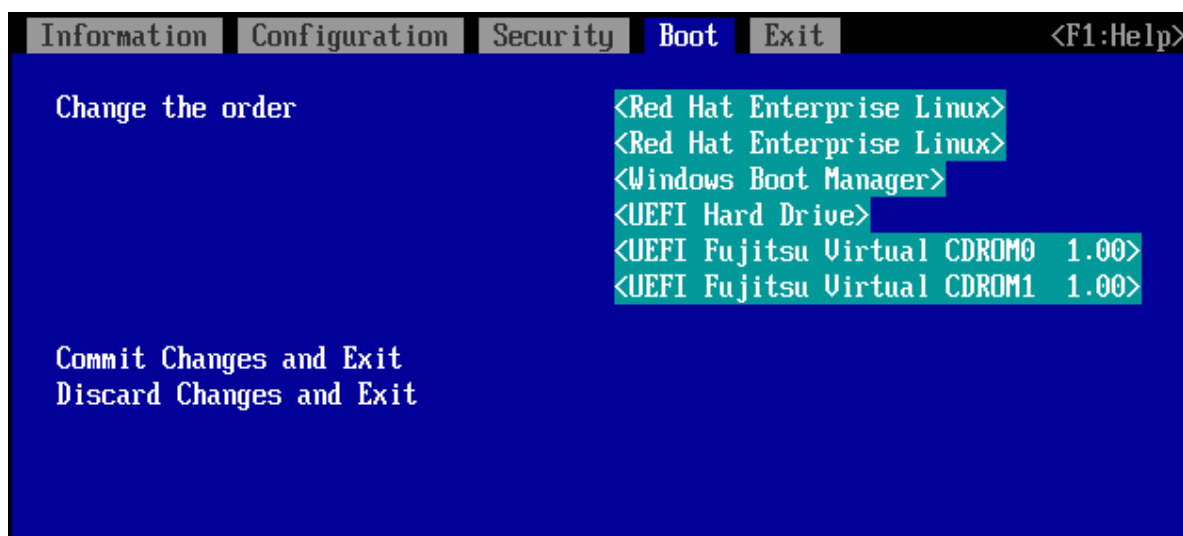 Information Configuration Security Boot Exit <F1:Help>
Change the order <Red Hat Enterprise Linux>
<Red Hat Enterprise Linux>
<Windows Boot Manager>
<UEFI Hard Drive>
<UEFI Fujitsu Virtual CDROM0 1.00>
<UEFI Fujitsu Virtual CDROM1 1.00>
Commit Changes and Exit
Discard Changes and Exit